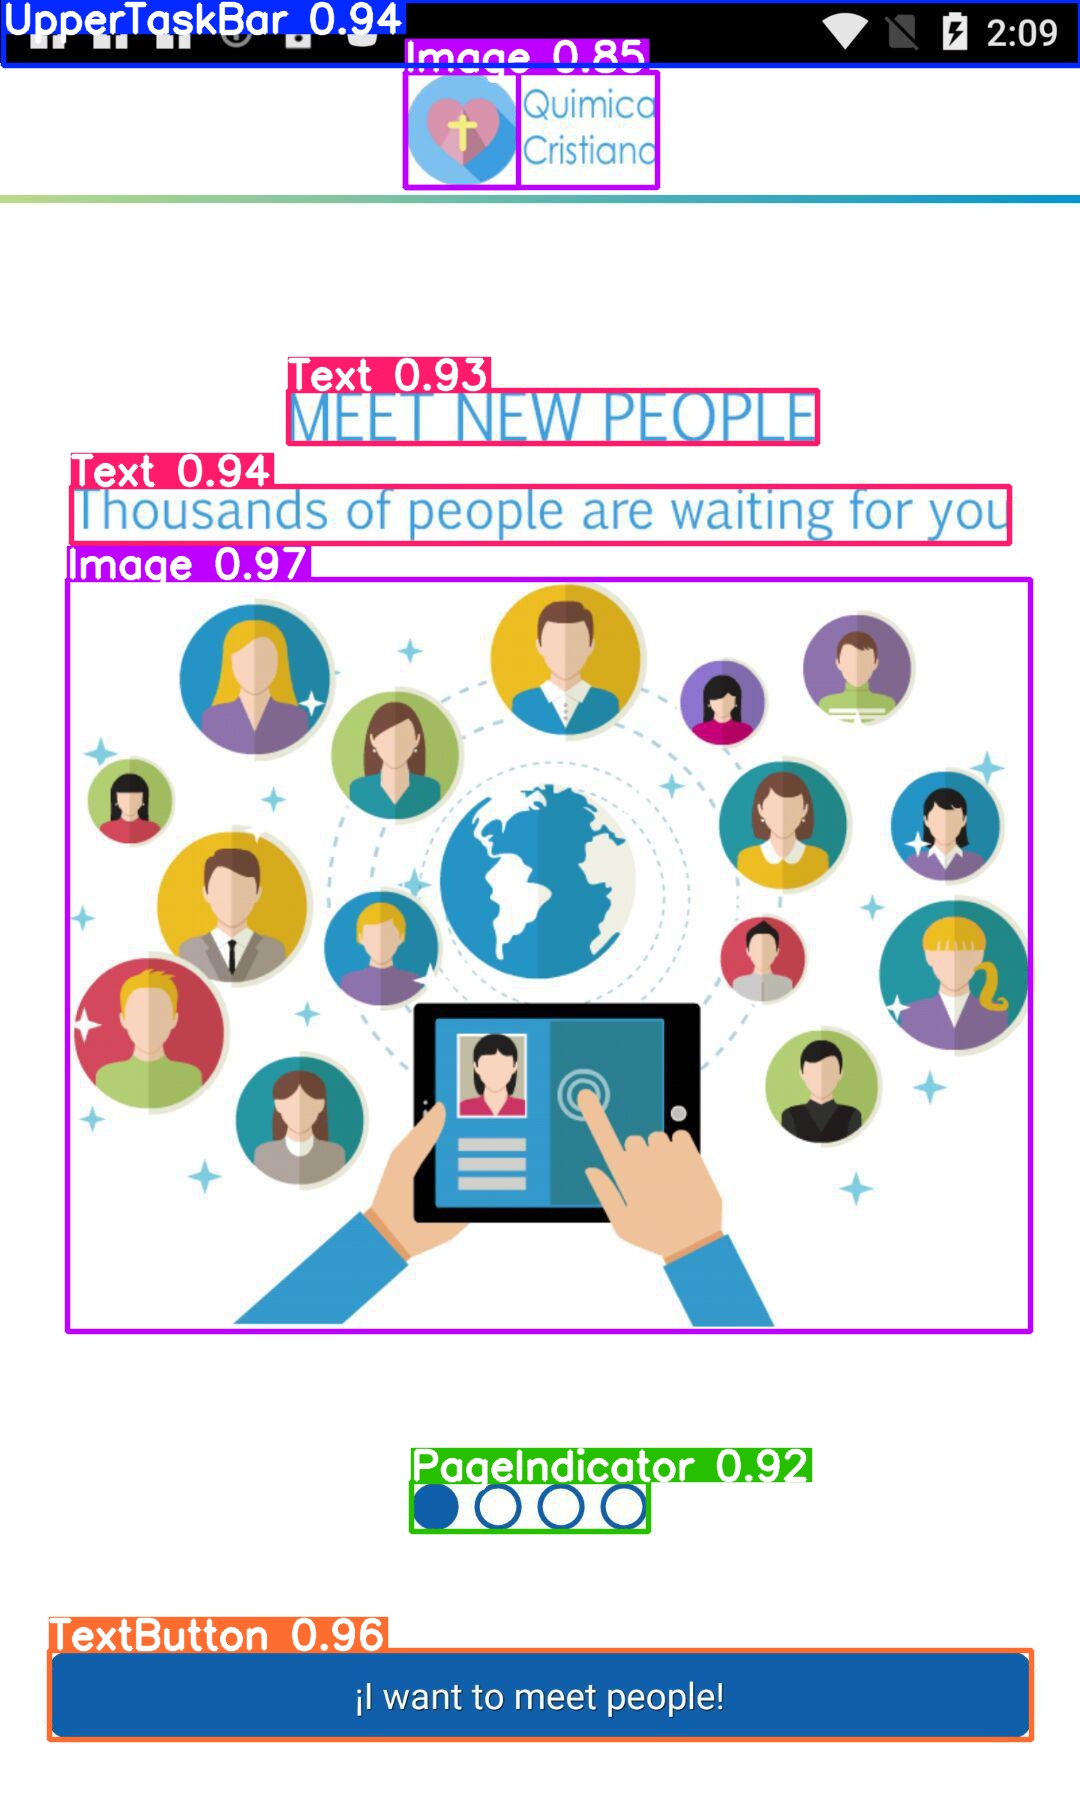 UpperTaskBar 0.94
2:09
Image 0.85
Quimica
Cristiana
Text 0.93
MEET NEW PEOPLE
Text 0.94
Thousands of people are waiting for you
Image 0.97
PageIndicator 0.92
TextButton 0.96
¡I want to meet people!